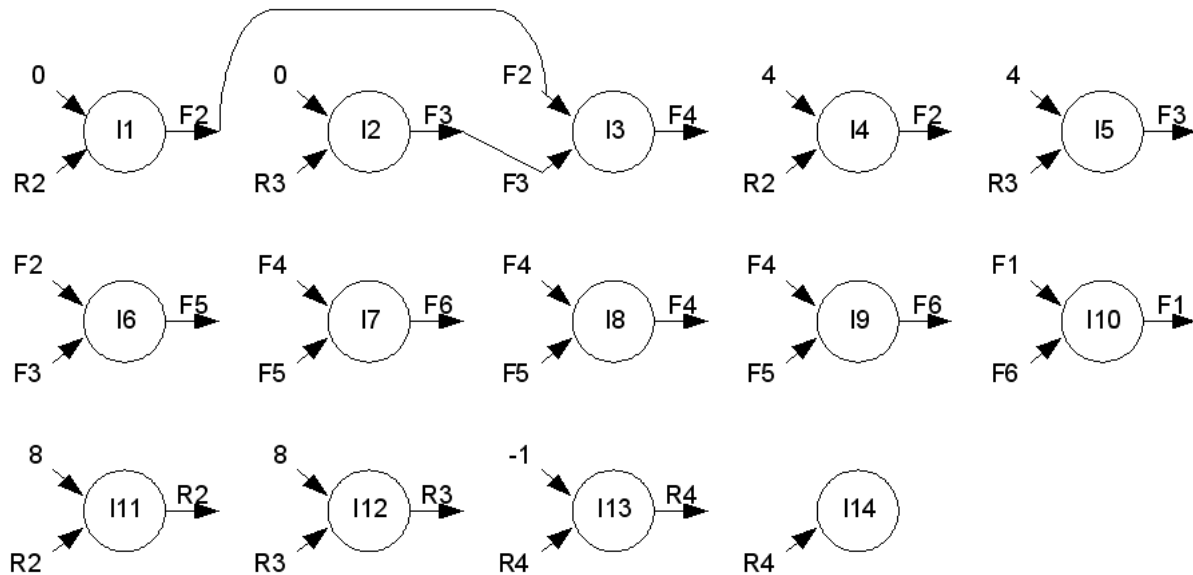 0 0 F2 4 4
I1 F2 I2 F3 I3 F4 I4 F2 I5 F3
R2 R3 F3 R2 R3
F2 F4 F4 F4 F1
I6 F5 I7 F6 I8 F4 I9 F6 I10 F1
F3 F5 F5 F5 F6
8 8 -1
I11 R2 I12 R3 I13 R4 I14
R2 R3 R4 R4